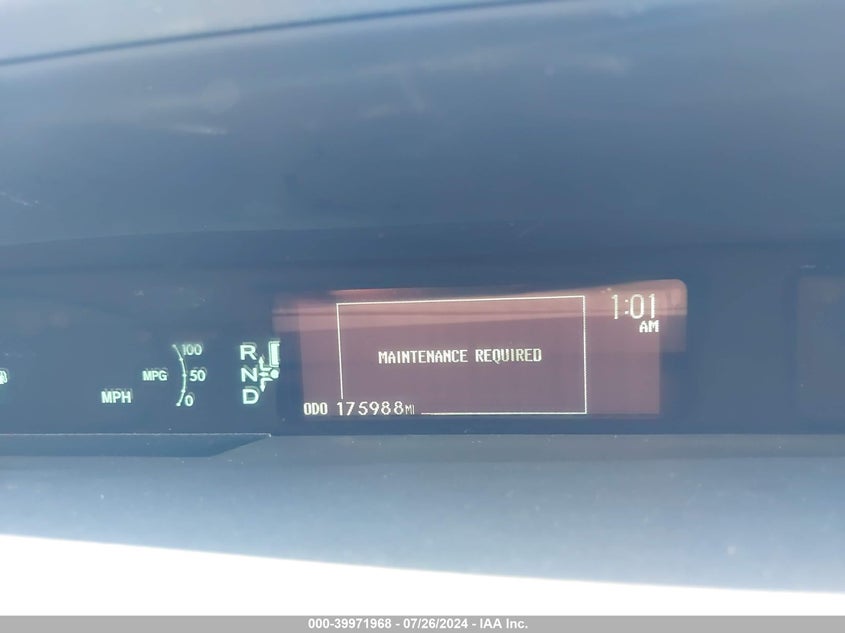 1:01
AM
MAINTENANCE REQUIRED
ODO 175988MI
100
MPG 50
0
MPH
R
N
D
000-39971968 - 07/26/2024 - IAA Inc.